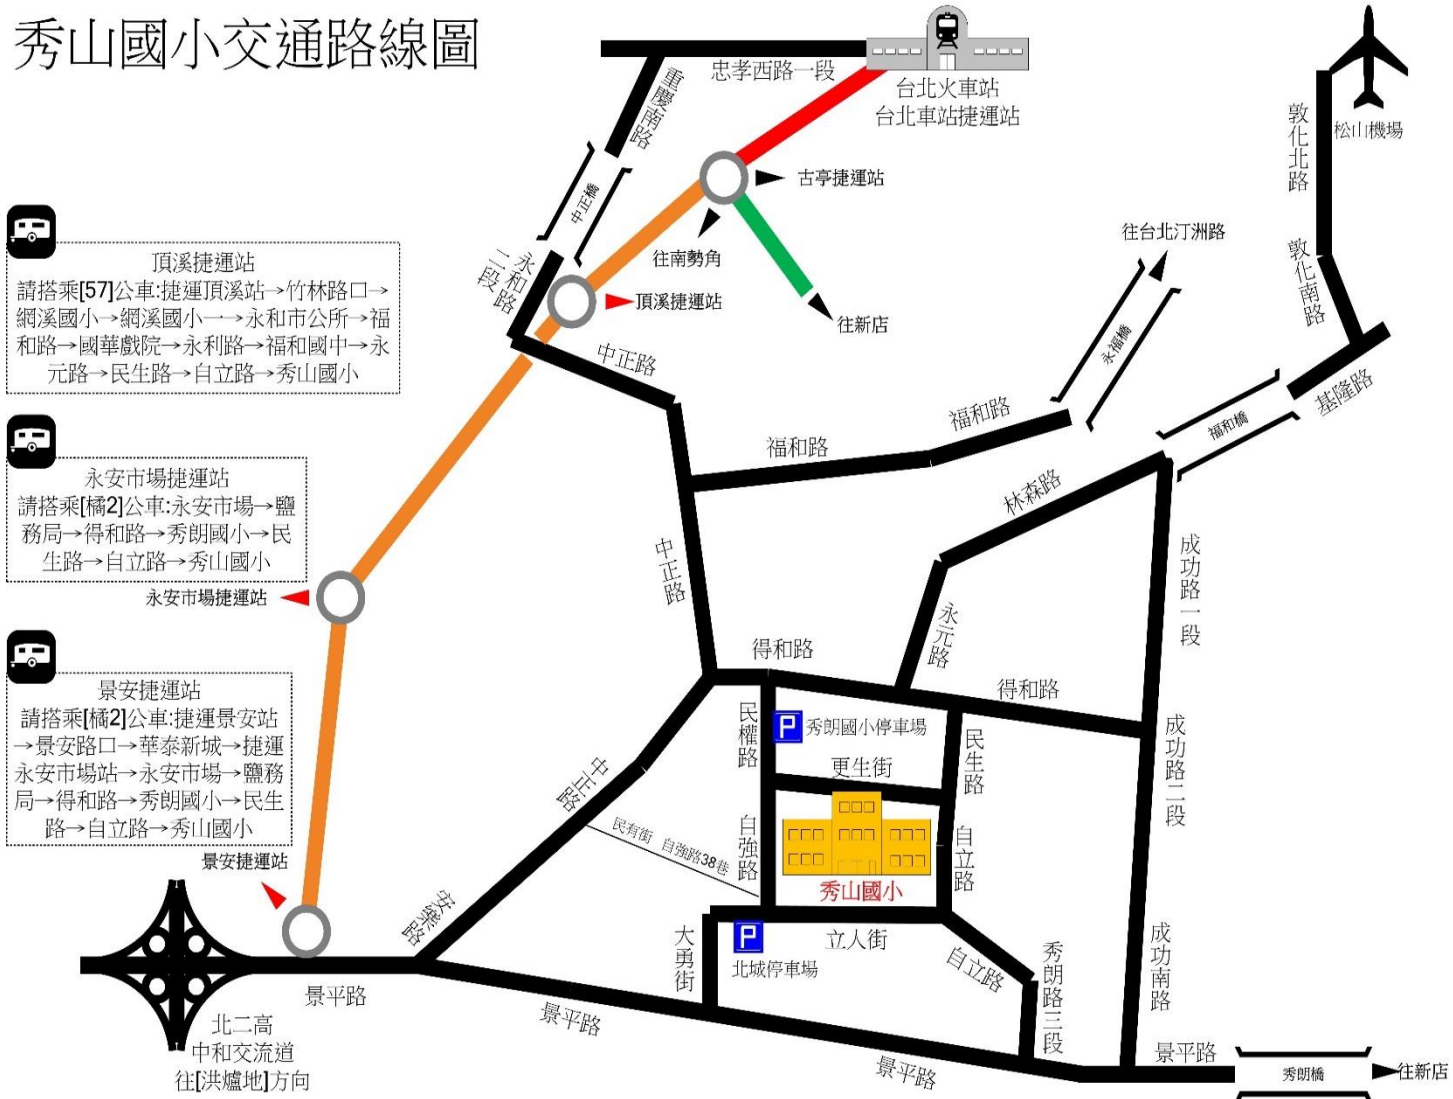 秀山國小交通路線圖
忠孝西路一段
台北火車站
台北車站捷運站
重慶南路
中正橋
古亭捷運站
往南勢角
往新店
頂溪捷運站
永和路
二段
松山機場
敦化北路
敦化南路
往台北汀洲路
永福橋
福和橋
基隆路
頂溪捷運站
請搭乘[57]公車:捷運頂溪站→竹林路口→
網溪國小→網溪國小一→永和市公所→福
和路→國華戲院→永利路→福和國中→永
元路→民生路→自立路→秀山國小
中正路
福和路
福和路
林森路
永安市場捷運站
請搭乘[橘2]公車:永安市場→鹽
務局→得和路→秀朗國小→民
生路→自立路→秀山國小
永安市場捷運站
中正路
成功路一段
永元路
得和路
得和路
景安捷運站
請搭乘[橘2]公車:捷運景安站
→景安路口→華泰新城→捷運
永安市場站→永安市場→鹽務
局→得和路→秀朗國小→民生
路→自立路→秀山國小
景安捷運站
民權路
P
秀朗國小停車場
民生路
成功路二段
更生街
中正路
民有街 自強路38巷
自強路
自立路
秀山國小
安樂路
大勇街
P
北城停車場
立人街
自立路
秀朗路三段
成功南路
景平路
景平路
景平路
景平路
北二高
中和交流道
往[洪爐地]方向
秀朗橋
往新店